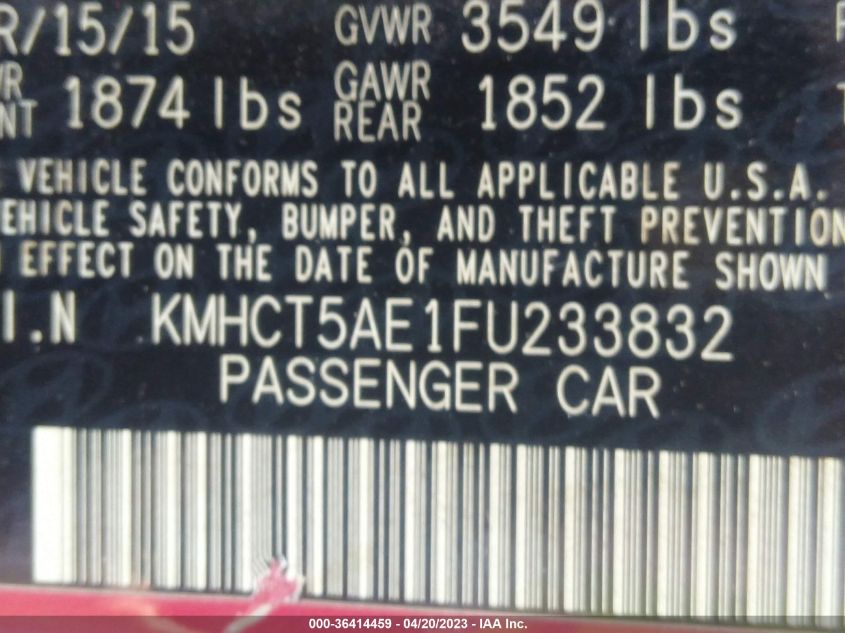 R/15/15 GVWR 3549 lbs
NT 1874 lbs GAWR REAR 1852 lbs
VEHICLE CONFORMS TO ALL APPLICABLE U.S.A.
EHICLE SAFETY, BUMPER, AND THEFT PREVENTION
EFFECT ON THE DATE OF MANUFACTURE SHOWN
I.N KMHCT5AE1FU233832
PASSENGER CAR
000-36414459 - 04/20/2023 - IAA Inc.